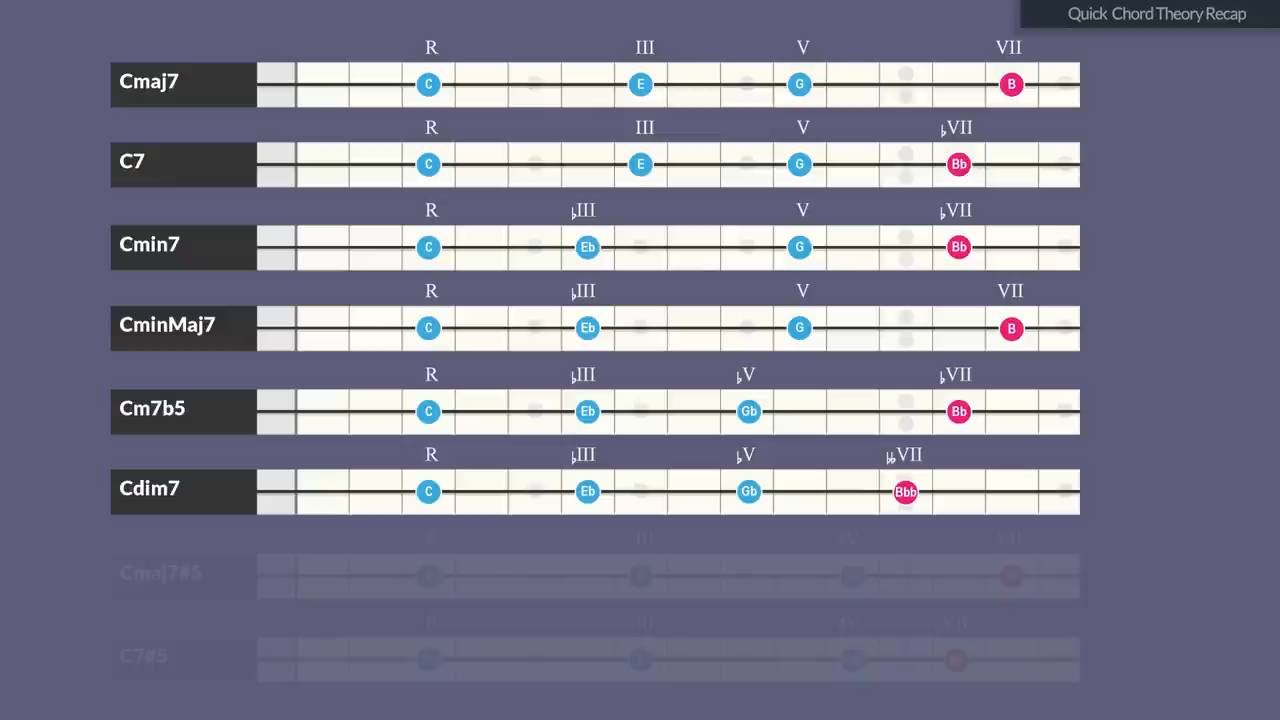 Quick Chord Theory Recap
R III V VII
Cmaj7 C E G B
R III V ♭VII
C7 C E G Bb
R ♭III V ♭VII
Cmin7 C Eb G Bb
R ♭III V VII
CminMaj7 C Eb G B
R ♭III ♭V ♭VII
Cm7b5 C Eb Gb Bb
R ♭III ♭V 𝄫VII
Cdim7 C Eb Gb Bbb
Cmaj7#5
C7#5